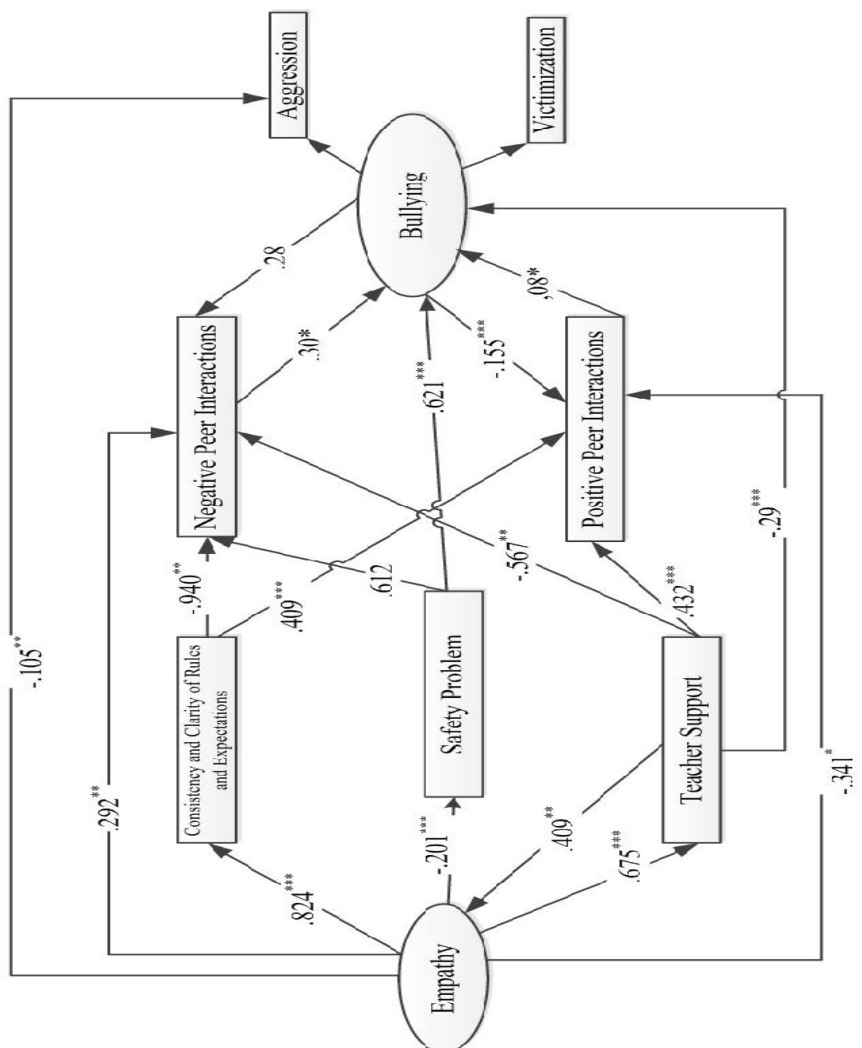 -.105**
.292**
Consistency and Clarity of Rules
and Expectations
-.940**
Negative Peer Interactions
.28
Aggression
.824***
.409***
.30*
Empathy
-.201***
Safety Problem
.612
.621***
Bullying
.409**
-.567**
-.155***
.675***
Teacher Support
.432***
Positive Peer Interactions
,08*
Victimization
-.29***
-.341*